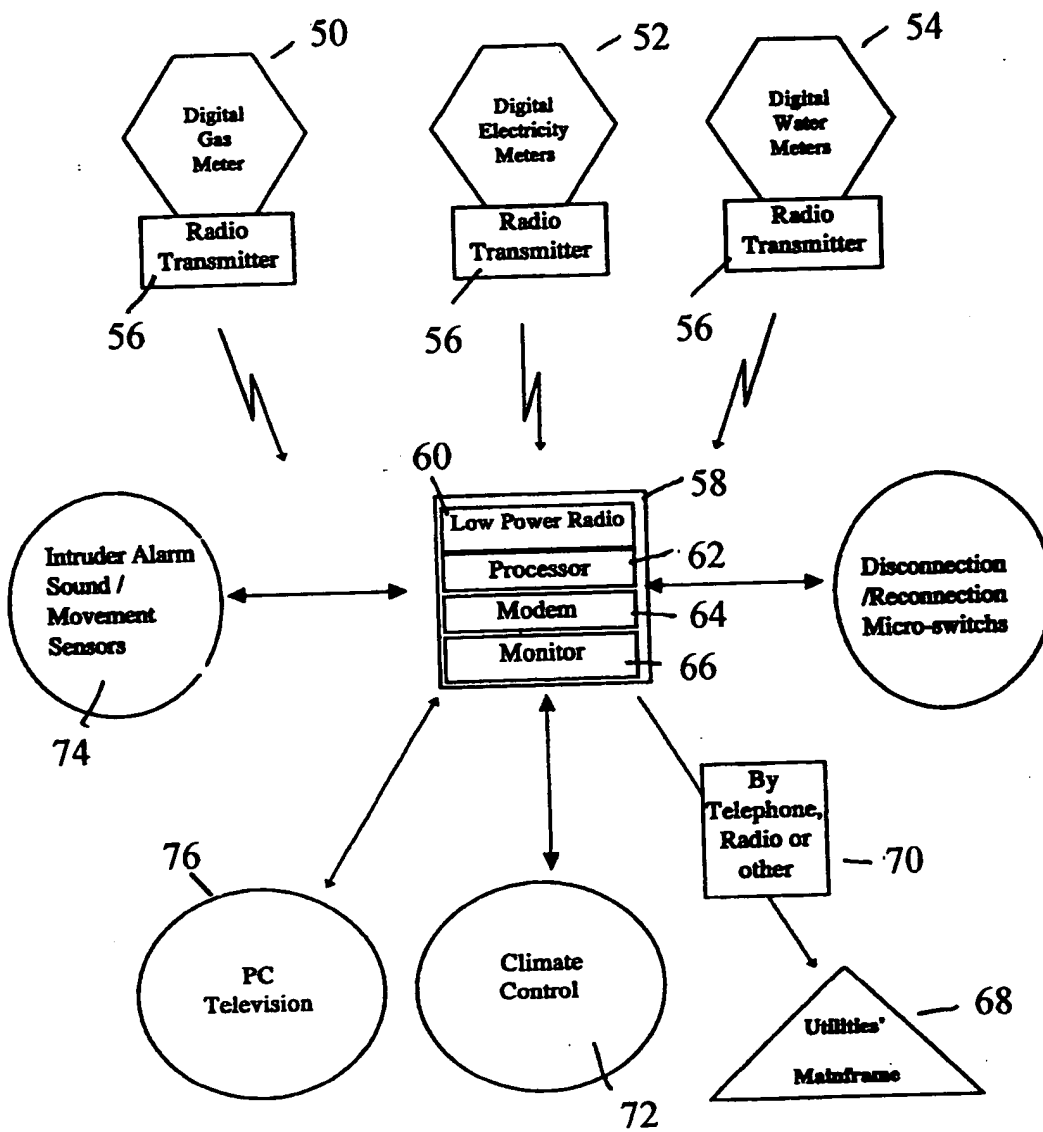 50
52
54
Digital
Gas
Meter
Digital
Electricity
Meters
Digital
Water
Meters
Radio
Transmitter
Radio
Transmitter
Radio
Transmitter
56
56
56
60
58
Low Power Radio
Processor
62
Modem
64
Monitor
66
Intruder Alarm
Sound /
Movement
Sensors
74
Disconnection
/Reconnection
Micro-switchs
By
Telephone,
Radio or
other
70
76
PC
Television
Climate
Control
72
Utilities'
Mainframe
68